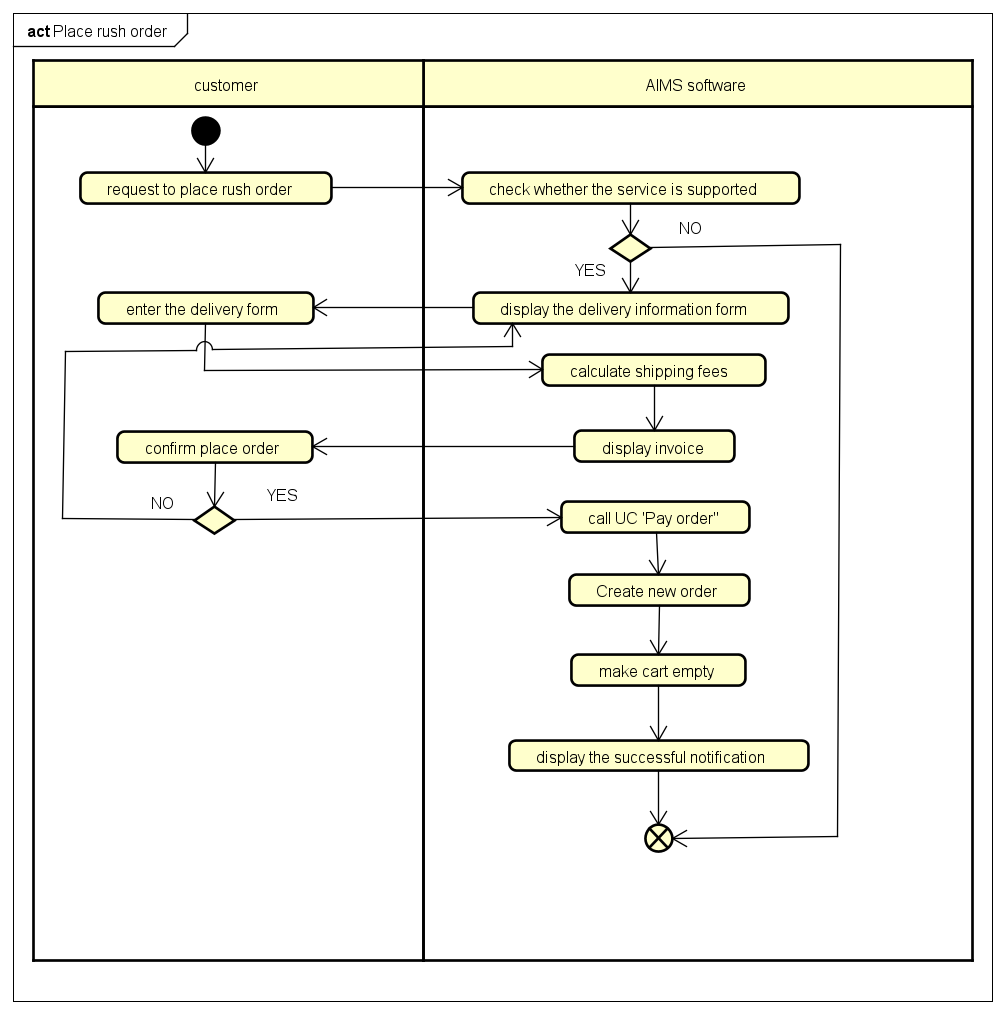 act Place rush order
customer
AIMS software
request to place rush order
check whether the service is supported
NO
YES
enter the delivery form
display the delivery information form
calculate shipping fees
confirm place order
display invoice
NO
YES
call UC 'Pay order"
Create new order
make cart empty
display the successful notification